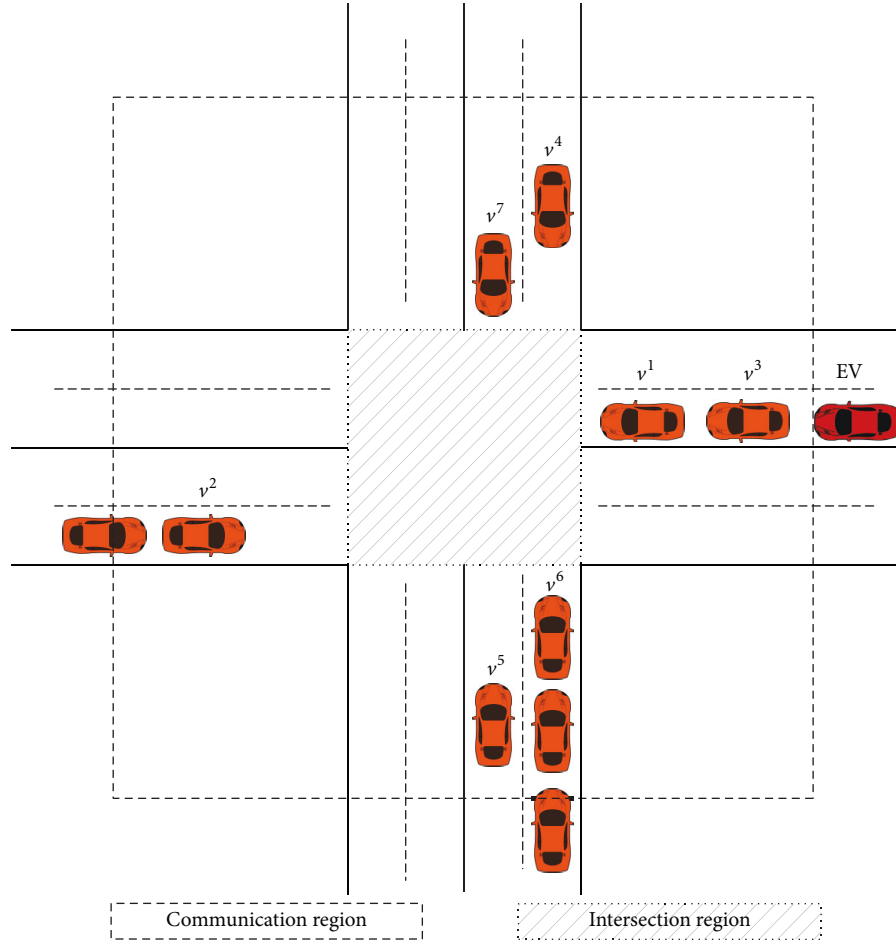 v⁴
v⁷
v¹ v³ EV
v²
v⁶
v⁵
Communication region Intersection region